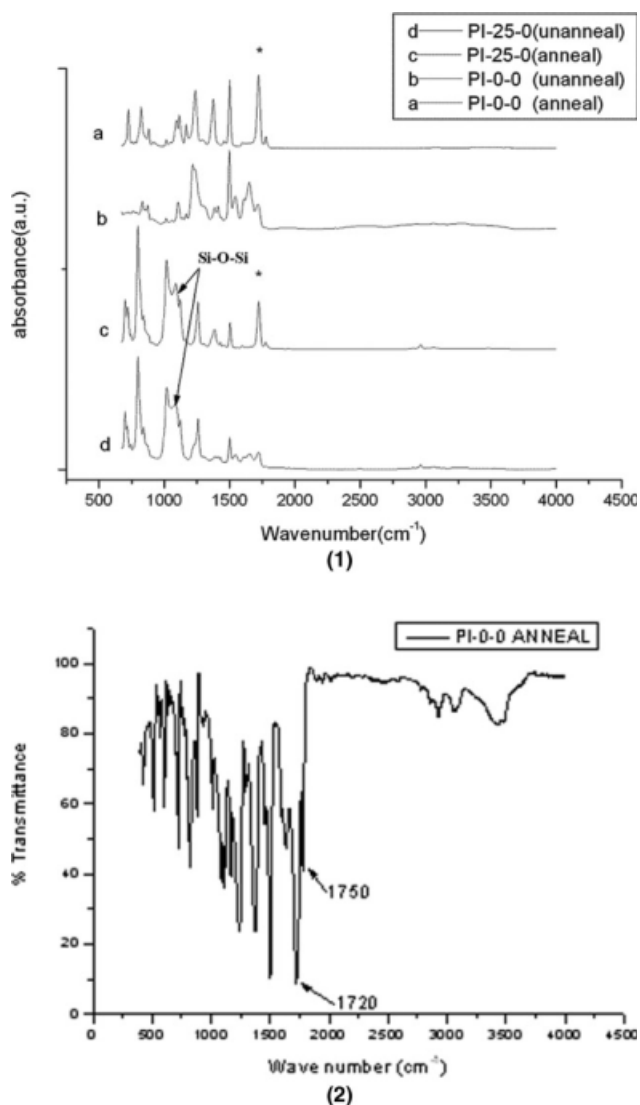 *
d — PI-25-0(unanneal)
c — PI-25-0(anneal)
b — PI-0-0 (unanneal)
a — PI-0-0 (anneal)
a
b
Si-O-Si
*
c
d
absorbance(a.u.)
500 1000 1500 2000 2500 3000 3500 4000 4500
Wavenumber(cm⁻¹)
(1)
PI-0-0 ANNEAL
100
80
60
40
20
0
% Transmittance
1750
1720
0 500 1000 1500 2000 2500 3000 3500 4000 4500
Wave number (cm⁻¹)
(2)